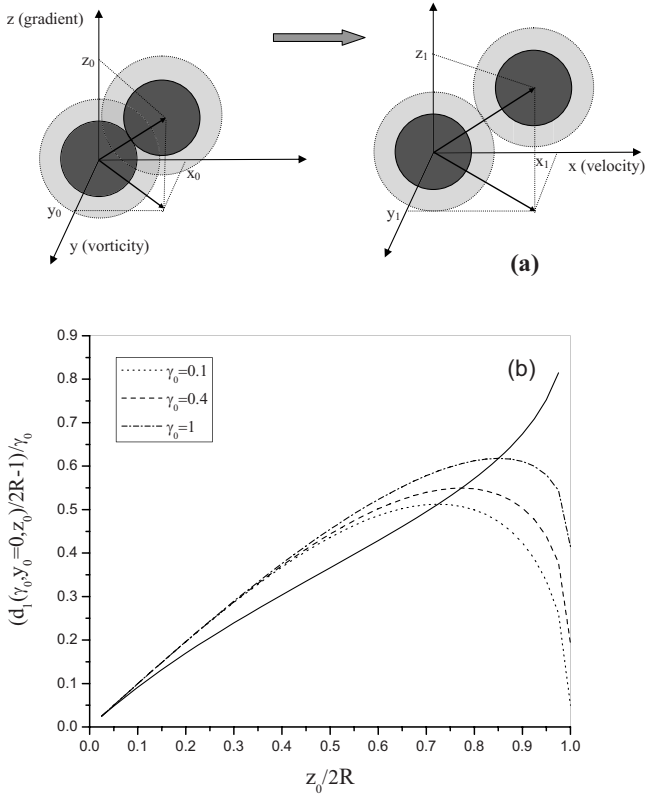 z (gradient)
z₀
x₀
y₀
y (vorticity)
z₁
x₁
x (velocity)
y₁
(a)
(b)
γ₀=0.1
γ₀=0.4
γ₀=1
(d₁(γ₀,y₀=0,z₀)/2R-1)/γ₀
0.9
0.8
0.7
0.6
0.5
0.4
0.3
0.2
0.1
0.0
0.0 0.1 0.2 0.3 0.4 0.5 0.6 0.7 0.8 0.9 1.0
z₀/2R